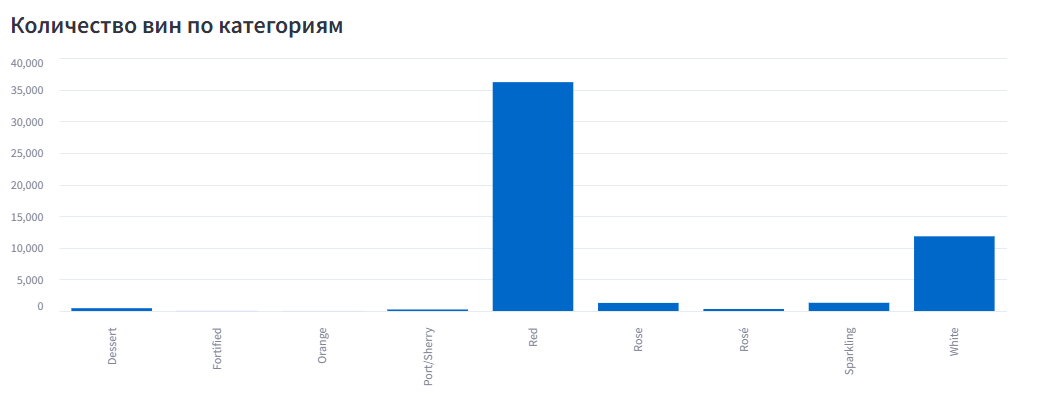 Количество вин по категориям
40,000
35,000
30,000
25,000
20,000
15,000
10,000
5,000
0
Dessert
Fortified
Orange
Port/Sherry
Red
Rose
Rosé
Sparkling
White